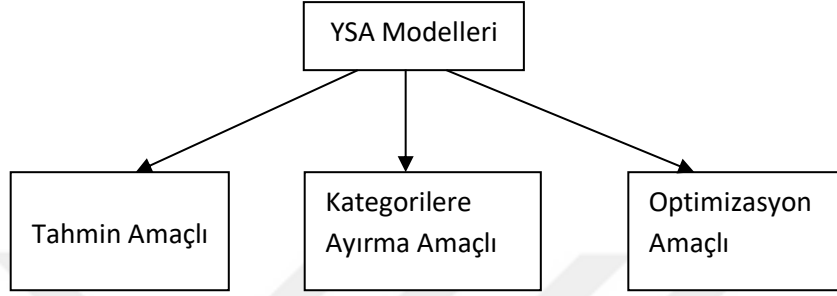 YSA Modelleri
Tahmin Amaçlı
Kategorilere
Ayırma Amaçlı
Optimizasyon
Amaçlı